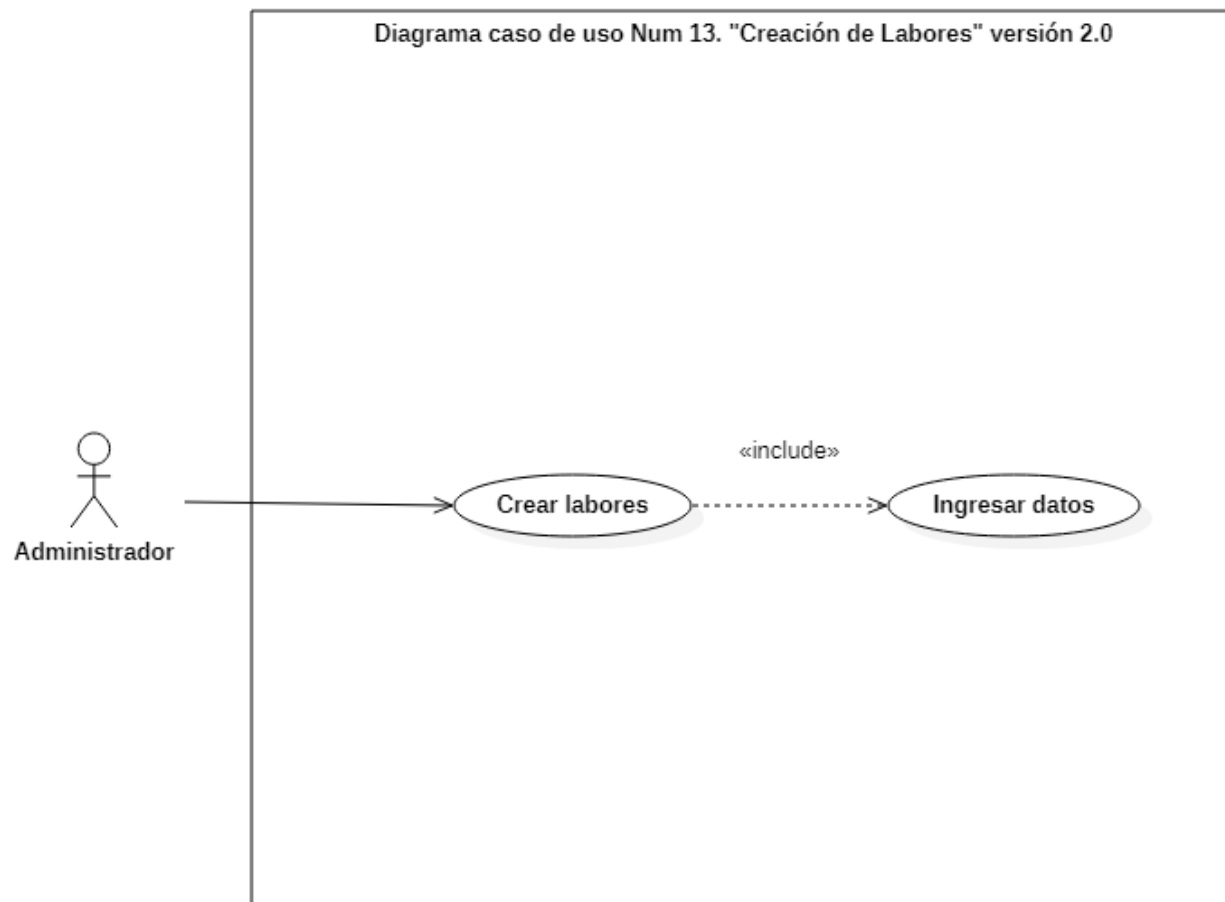 Diagrama caso de uso Num 13. "Creación de Labores" versión 2.0
«include»
Crear labores
Ingresar datos
Administrador